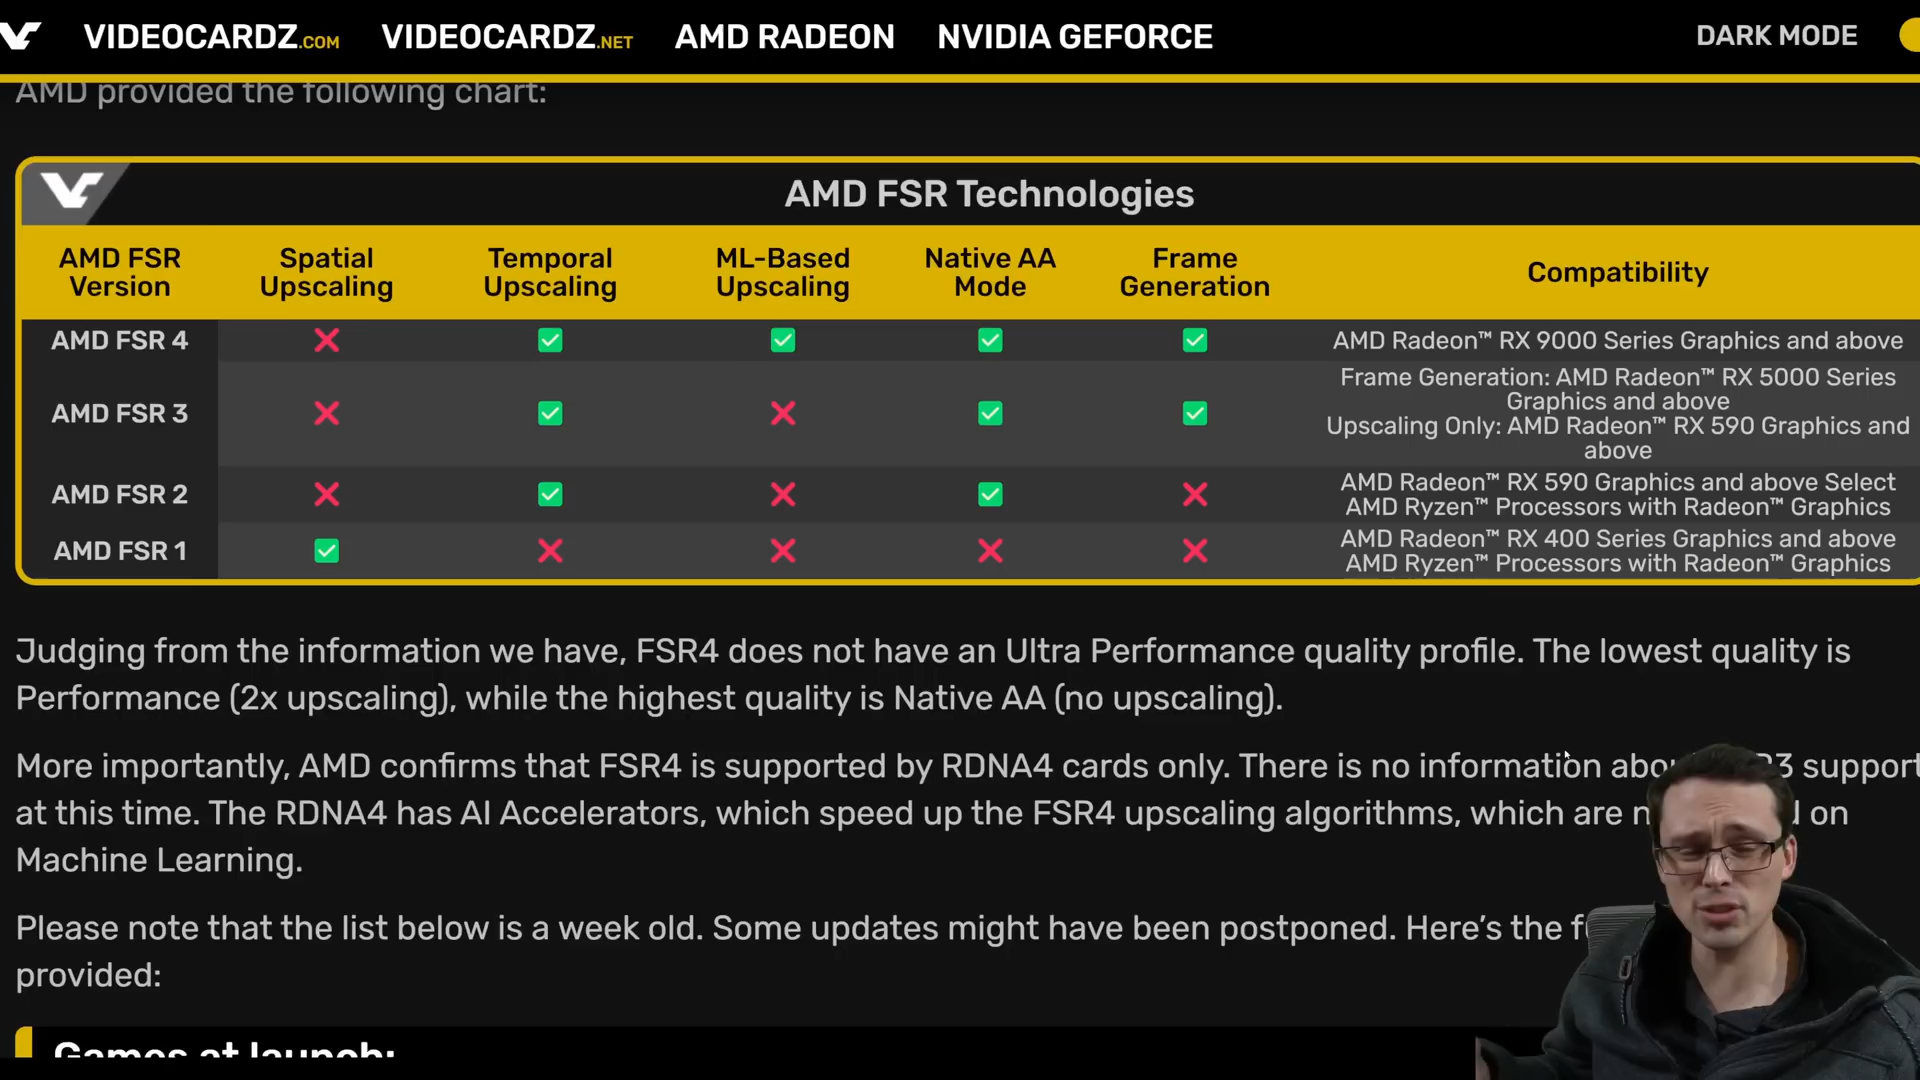 VIDEOCARDZ.COM VIDEOCARDZ.NET AMD RADEON NVIDIA GEFORCE DARK MODE
AMD provided the following chart:
AMD FSR Technologies
AMD FSR Version Spatial Upscaling Temporal Upscaling ML-Based Upscaling Native AA Mode Frame Generation Compatibility
AMD FSR 4 ❌ ✅ ✅ ✅ ✅ AMD Radeon™ RX 9000 Series Graphics and above
AMD FSR 3 ❌ ✅ ❌ ✅ ✅ Frame Generation: AMD Radeon™ RX 5000 Series
Graphics and above
Upscaling Only: AMD Radeon™ RX 590 Graphics and
above
AMD FSR 2 ❌ ✅ ❌ ✅ ❌ AMD Radeon™ RX 590 Graphics and above Select
AMD Ryzen™ Processors with Radeon™ Graphics
AMD FSR 1 ✅ ❌ ❌ ❌ ❌ AMD Radeon™ RX 400 Series Graphics and above
AMD Ryzen™ Processors with Radeon™ Graphics
Judging from the information we have, FSR4 does not have an Ultra Performance quality profile. The lowest quality is
Performance (2x upscaling), while the highest quality is Native AA (no upscaling).
More importantly, AMD confirms that FSR4 is supported by RDNA4 cards only. There is no information support
at this time. The RDNA4 has AI Accelerators, which speed up the FSR4 upscaling algorithms, which are on
Machine Learning.
Please note that the list below is a week old. Some updates might have been postponed. Here's the
provided:
Games at launch: